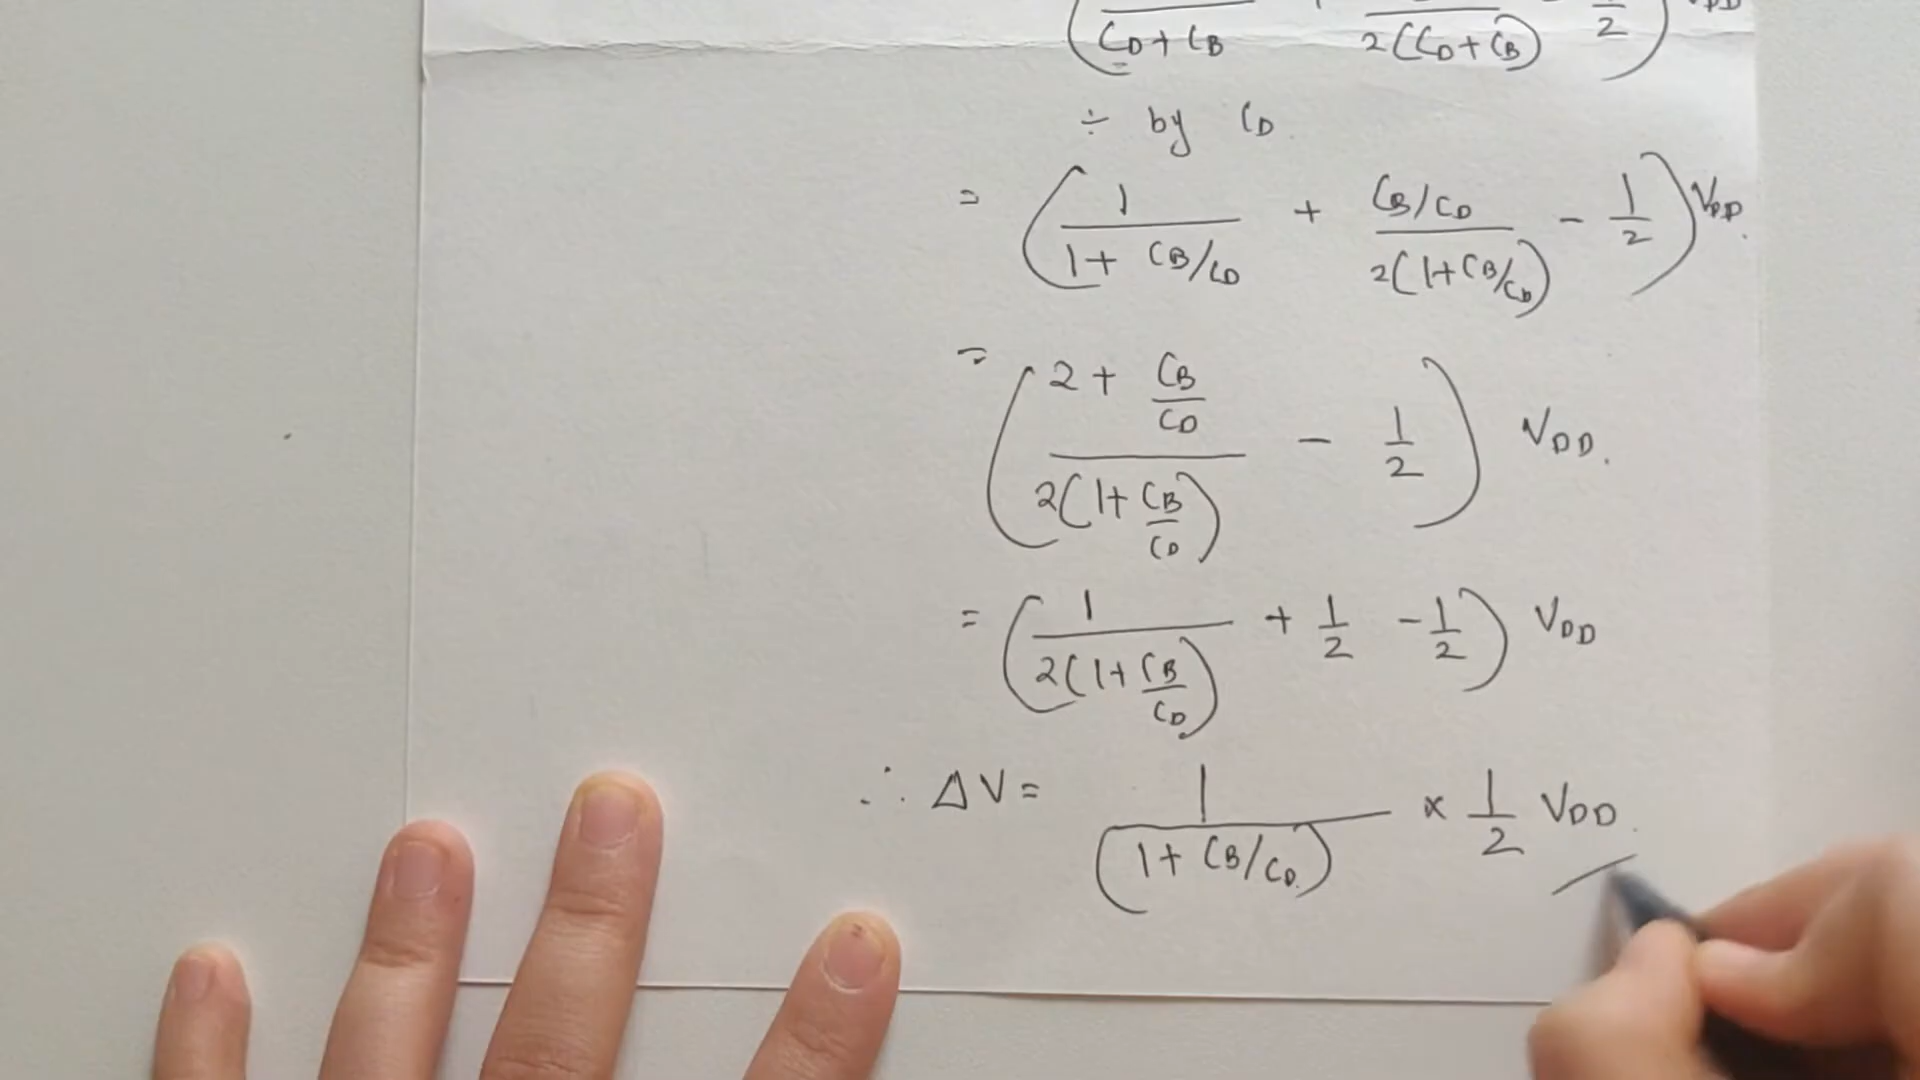 ( / C_D + C_B / 2(C_D + C_B) 1/2 ) V_DD
÷ by C_D
= ( 1 / (1 + C_B/C_D) + (C_B/C_D) / 2(1 + C_B/C_D) - 1/2 ) V_DD.
= ( (2 + C_B/C_D) / 2(1 + C_B/C_D) - 1/2 ) V_DD.
= ( 1 / 2(1 + C_B/C_D) + 1/2 - 1/2 ) V_DD
∴ ΔV = 1 / (1 + C_B/C_D) × 1/2 V_DD.